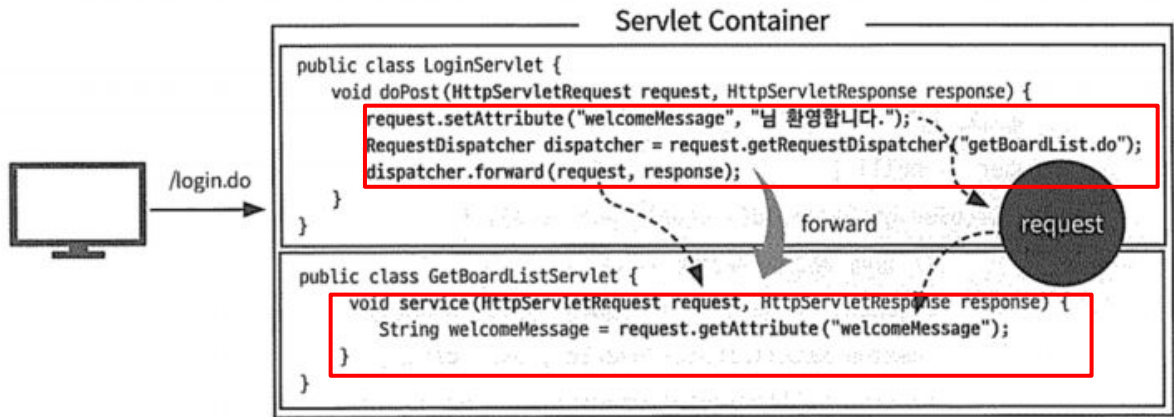 Servlet Container
public class LoginServlet {
void doPost(HttpServletRequest request, HttpServletResponse response) {
request.setAttribute("welcomeMessage", "님 환영합니다.");
RequestDispatcher dispatcher = request.getRequestDispatcher("getBoardList.do");
dispatcher.forward(request, response);
}
}
/login.do
forward
request
public class GetBoardListServlet {
void service(HttpServletRequest request, HttpServletResponse response) {
String welcomeMessage = request.getAttribute("welcomeMessage");
}
}